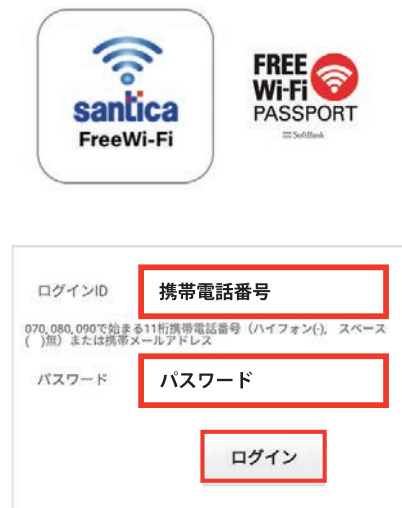 santica
FreeWi-Fi
FREE
Wi-Fi
PASSPORT
SoftBank
ログインID
携帯電話番号
070, 080, 090で始まる11桁携帯電話番号（ハイフォン(-)、スペース
( )無）または携帯メールアドレス
パスワード
パスワード
ログイン